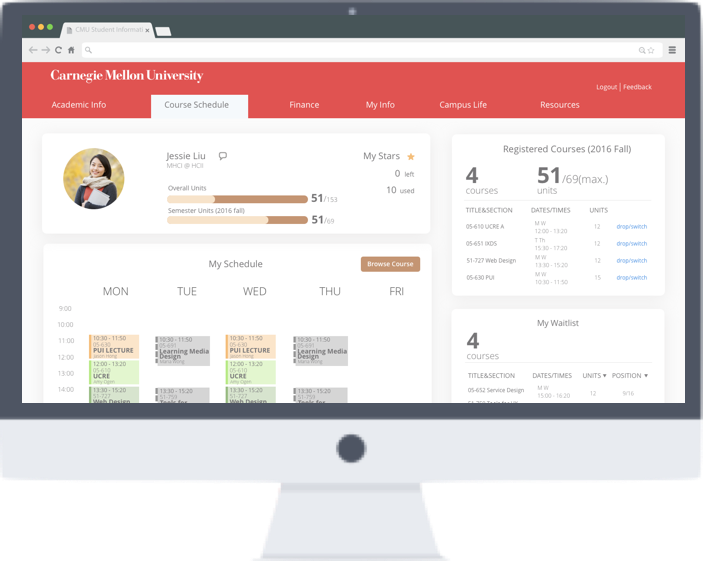 CMU Student Informati
Carnegie Mellon University
Logout | Feedback
Academic Info
Course Schedule
Finance
My Info
Campus Life
Resources
Jessie Liu
MHCI @ HCII
My Stars
0 left
10 used
Overall Units
51/153
Semester Units (2016 fall)
51/69
Registered Courses (2016 Fall)
4
courses
51/69(max.)
units
TITLE&SECTION DATES/TIMES UNITS
05-610 UCRE A
M W
12:00 - 13:20
12
drop/switch
05-651 IXDS
T Th
15:30 - 17:20
12
drop/switch
51-727 Web Design
M W
13:30 - 15:20
12
drop/switch
05-630 PUI
M W
10:30 - 11:50
15
drop/switch
My Schedule
Browse Course
MON TUE WED THU FRI
9:00
10:00
11:00
12:00
13:00
14:00
10:30 - 11:50
05-630
PUI LECTURE
Jason Hong
12:00 - 13:20
05-610
UCRE
Amy Ogan
13:30 - 15:20
51-727
Web Design
10:30 - 11:50
05-691
Learning Media
Design
13:30 - 15:20
51-759
Tools for
10:30 - 11:50
05-630
PUI LECTURE
Jason Hong
12:00 - 13:20
05-610
UCRE
Amy Ogan
13:30 - 15:20
51-727
Web Design
10:30 - 11:50
05-691
Learning Media
Design
13:30 - 15:20
51-759
Tools for
My Waitlist
4
courses
TITLE&SECTION DATES/TIMES UNITS POSITION
05-652 Service Design
M W
15:00 - 16:20
12
9/16